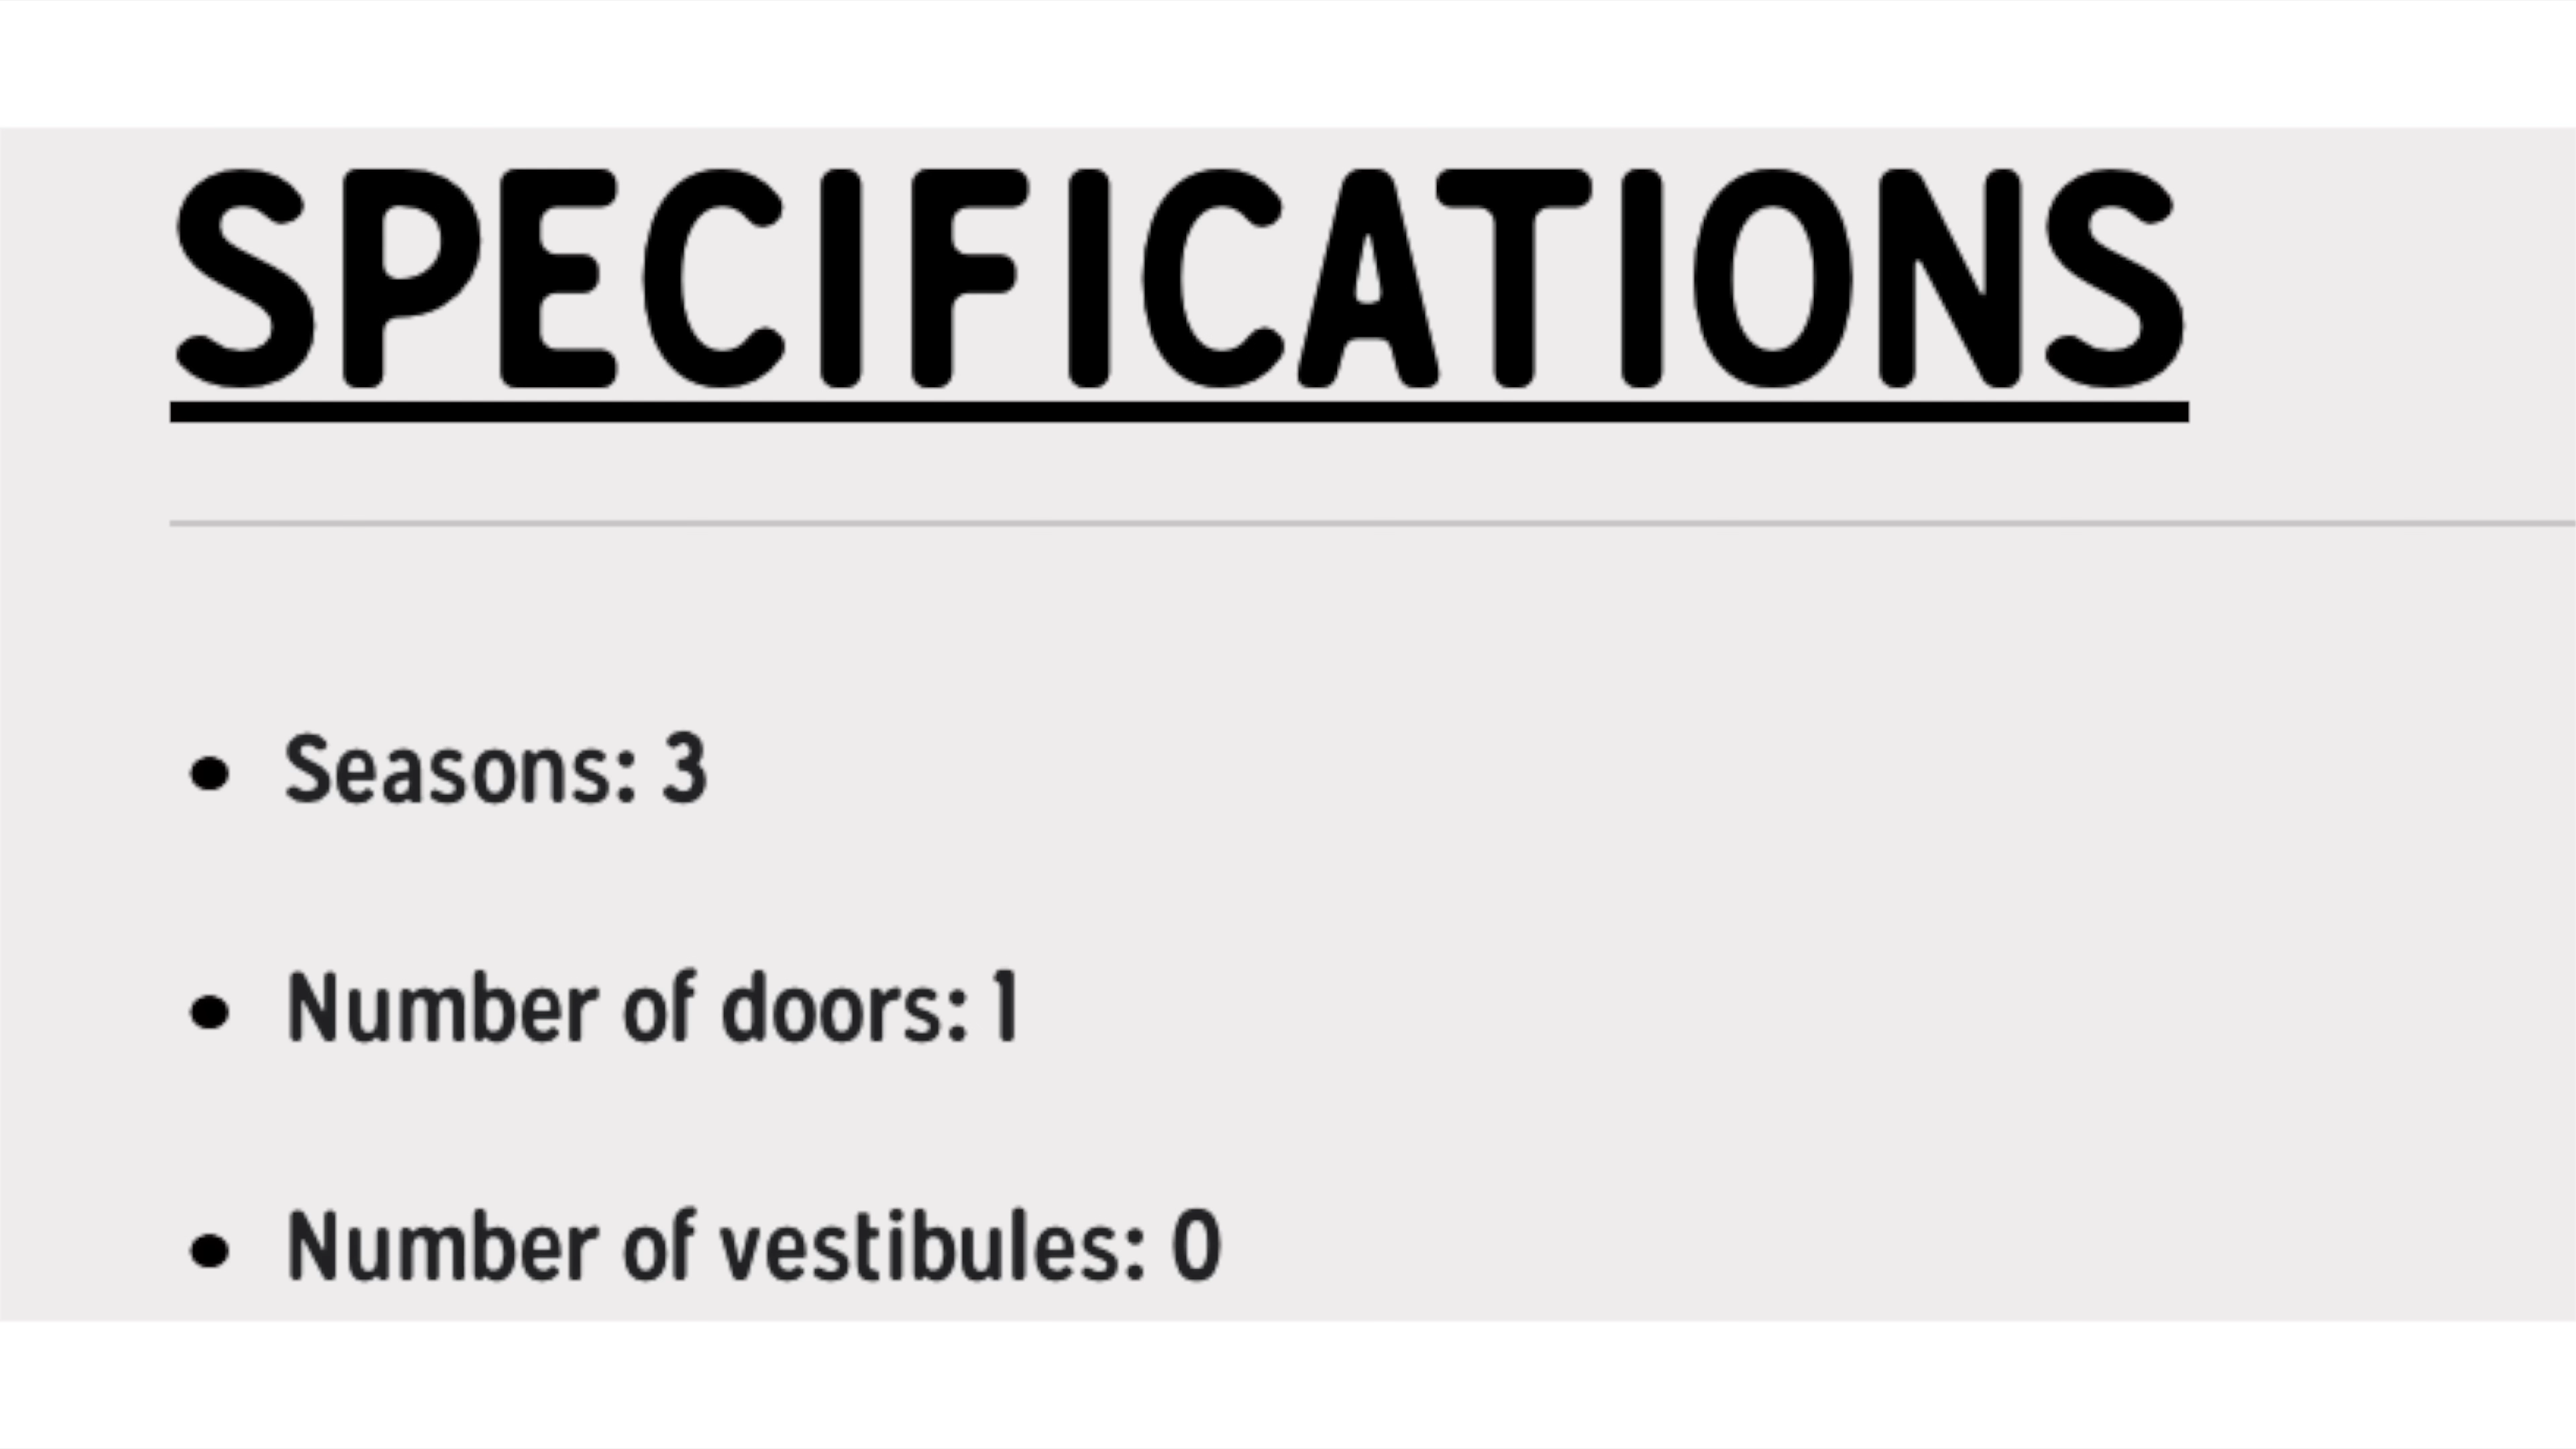 SPECIFICATIONS
• Seasons: 3
• Number of doors: 1
• Number of vestibules: 0